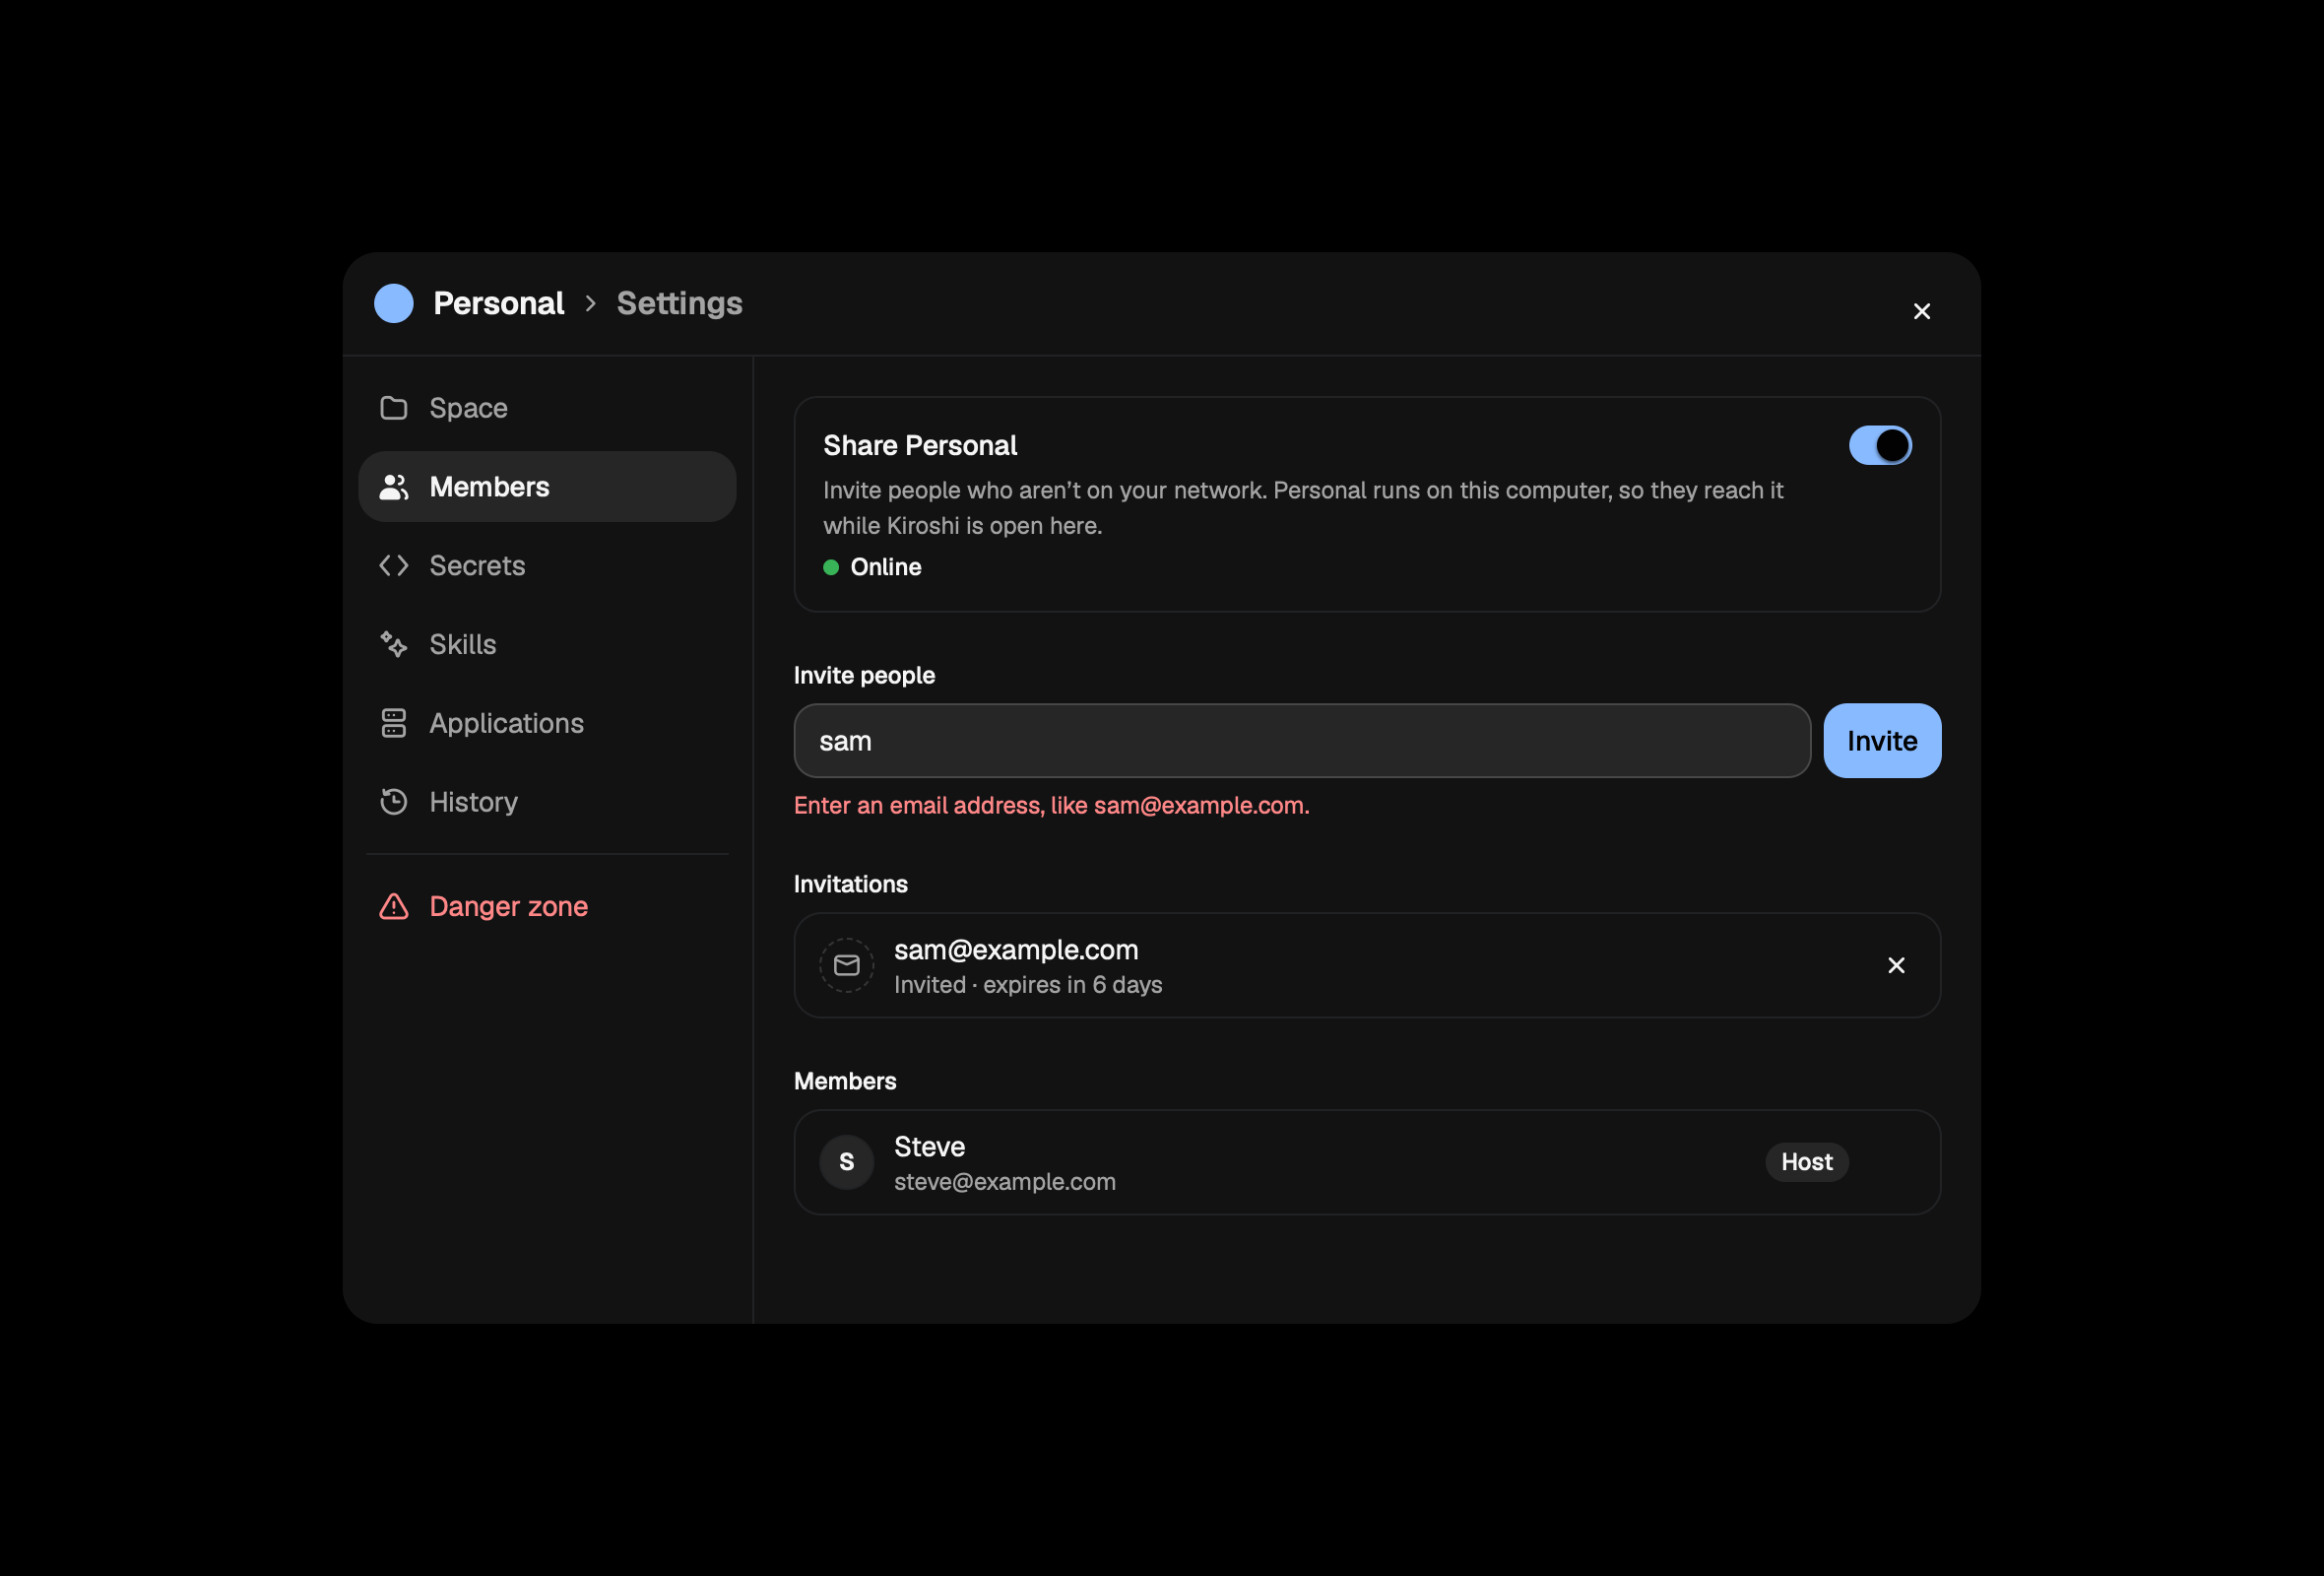 Personal > Settings
Space
Members
Secrets
Skills
Applications
History
Danger zone
Share Personal
Invite people who aren’t on your network. Personal runs on this computer, so they reach it
while Kiroshi is open here.
Online
Invite people
sam
Invite
Enter an email address, like sam@example.com.
Invitations
sam@example.com
Invited · expires in 6 days
Members
S
Steve
steve@example.com
Host